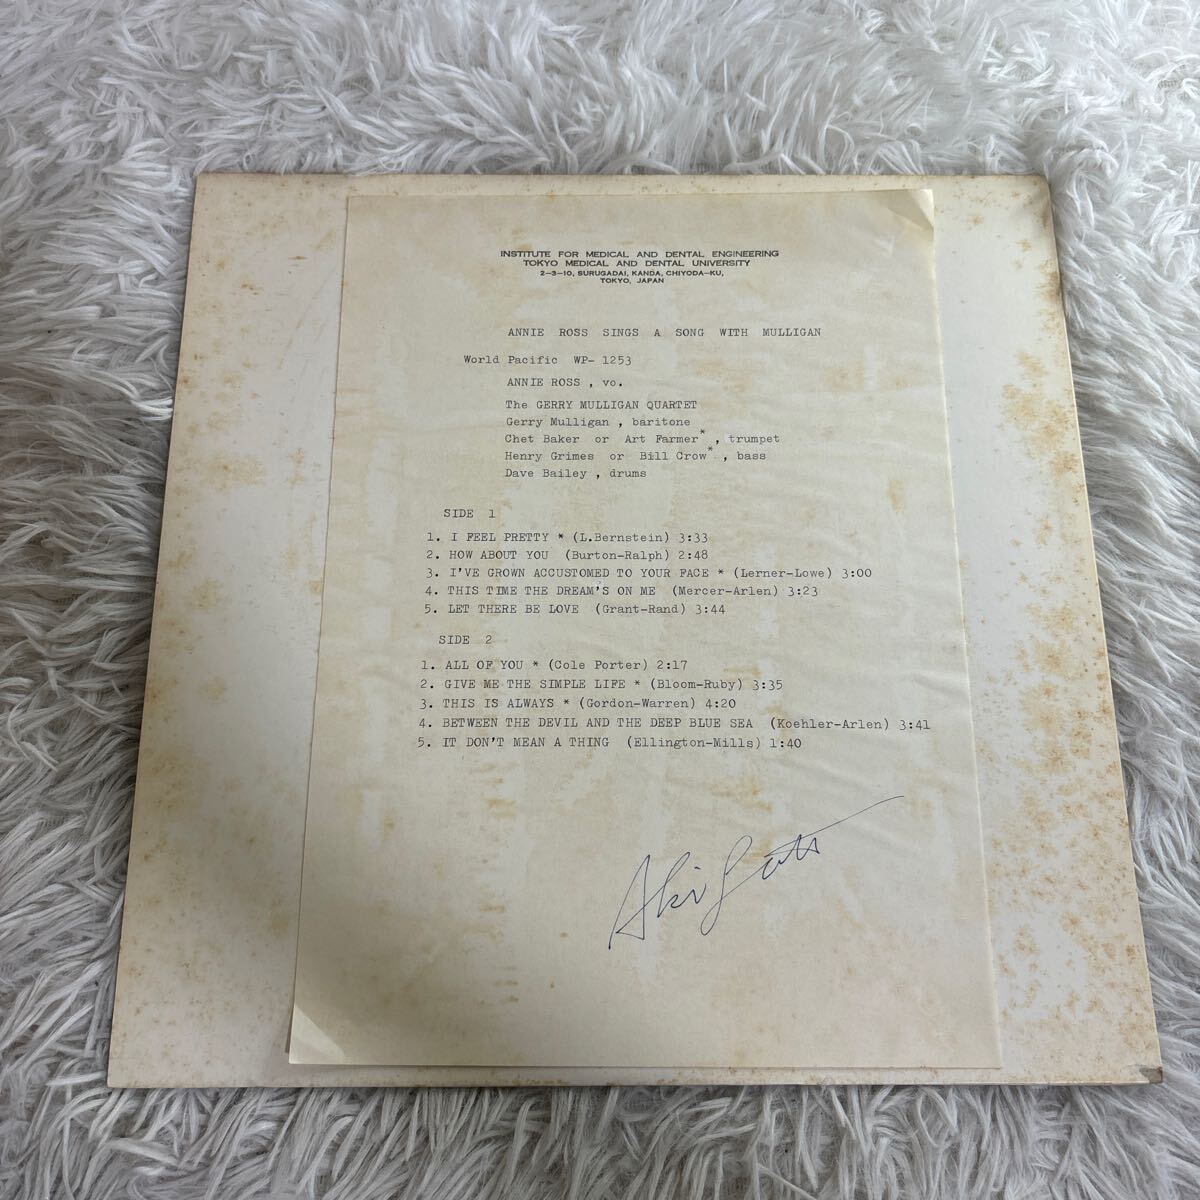 INSTITUTE FOR MEDICAL AND DENTAL ENGINEERING
TOKYO MEDICAL AND DENTAL UNIVERSITY
2-3-10, SURUGADAI, KANDA, CHIYODA-KU,
TOKYO, JAPAN
ANNIE ROSS SINGS A SONG WITH MULLIGAN
World Pacific WP- 1253
ANNIE ROSS , vo.
The GERRY MULLIGAN QUARTET
Gerry Mulligan , baritone
Chet Baker or Art Farmer* , trumpet
Henry Grimes or Bill Crow* , bass
Dave Bailey , drums
SIDE 1
1. I FEEL PRETTY * (L.Bernstein) 3:33
2. HOW ABOUT YOU (Burton-Ralph) 2:48
3. I'VE GROWN ACCUSTOMED TO YOUR FACE * (Lerner-Lowe) 3:00
4. THIS TIME THE DREAM'S ON ME (Mercer-Arlen) 3:23
5. LET THERE BE LOVE (Grant-Rand) 3:44
SIDE 2
1. ALL OF YOU * (Cole Porter) 2:17
2. GIVE ME THE SIMPLE LIFE * (Bloom-Ruby) 3:35
3. THIS IS ALWAYS * (Gordon-Warren) 4:20
4. BETWEEN THE DEVIL AND THE DEEP BLUE SEA (Koehler-Arlen) 3:41
5. IT DON'T MEAN A THING (Ellington-Mills) 1:40